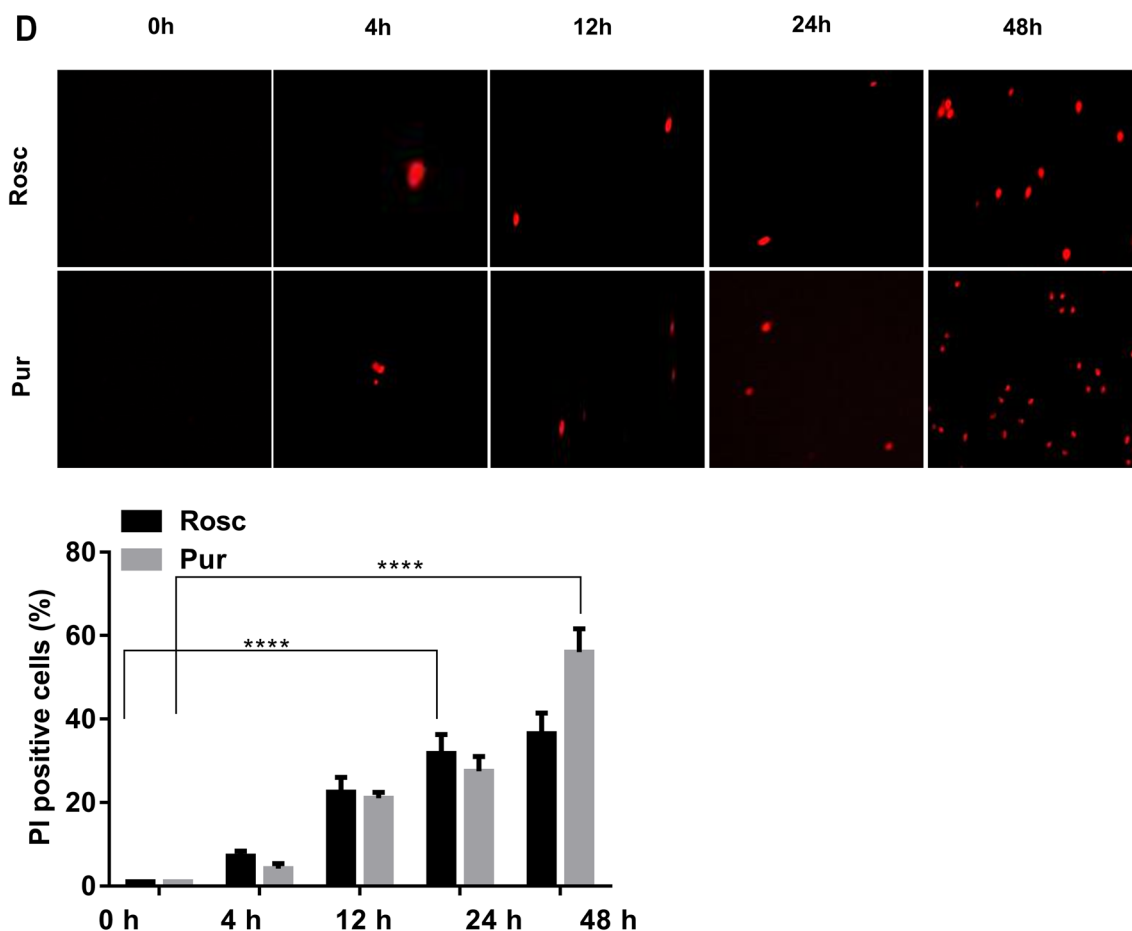 D 0h 4h 12h 24h 48h
Rosc
Pur
Rosc
Pur
PI positive cells (%)
80
60
40
20
0
****
****
0 h 4 h 12 h 24 h 48 h